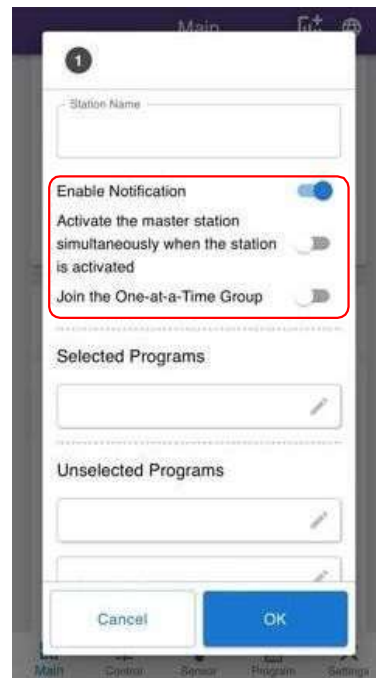 Main
1
Station Name
Enable Notification
Activate the master station
simultaneously when the station
is activated
Join the One-at-a-Time Group
Selected Programs
Unselected Programs
Cancel
OK
Main Control Sensor Program Settings